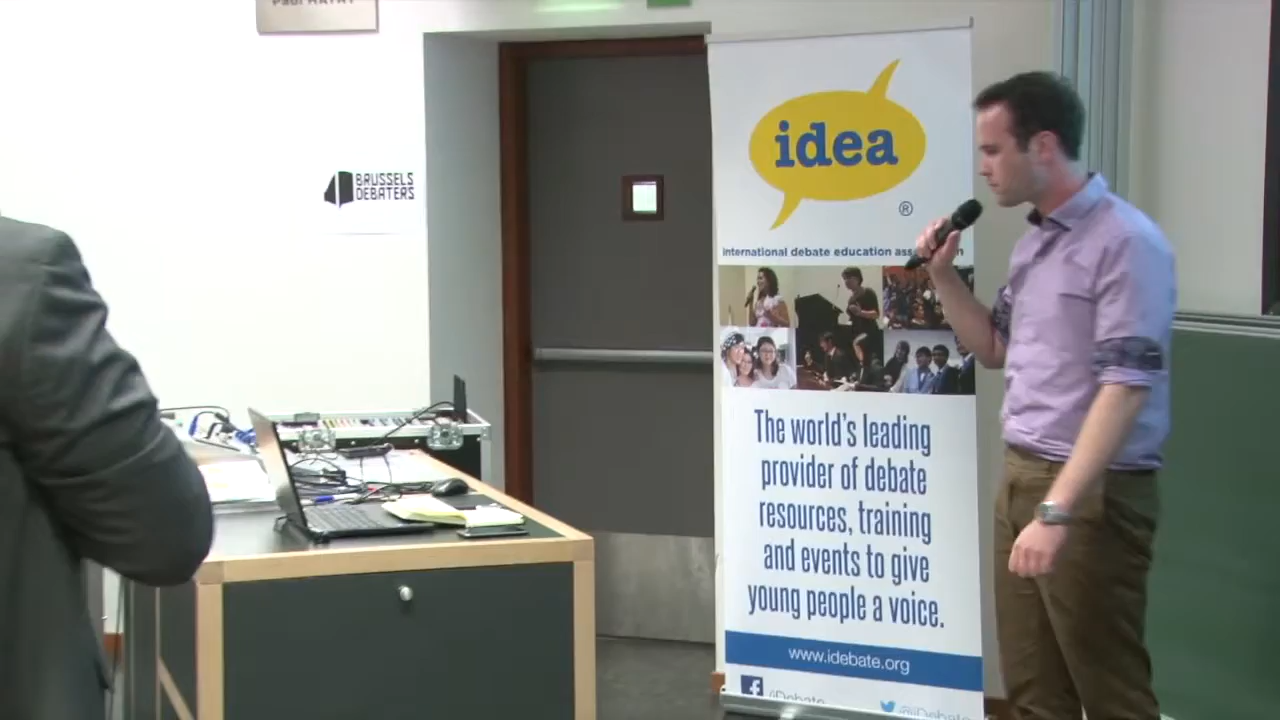 BRUSSELS
DEBATERS
idea
®
international debate education
The world's leading
provider of debate
resources, training
and events to give
young people a voice.
www.idebate.org